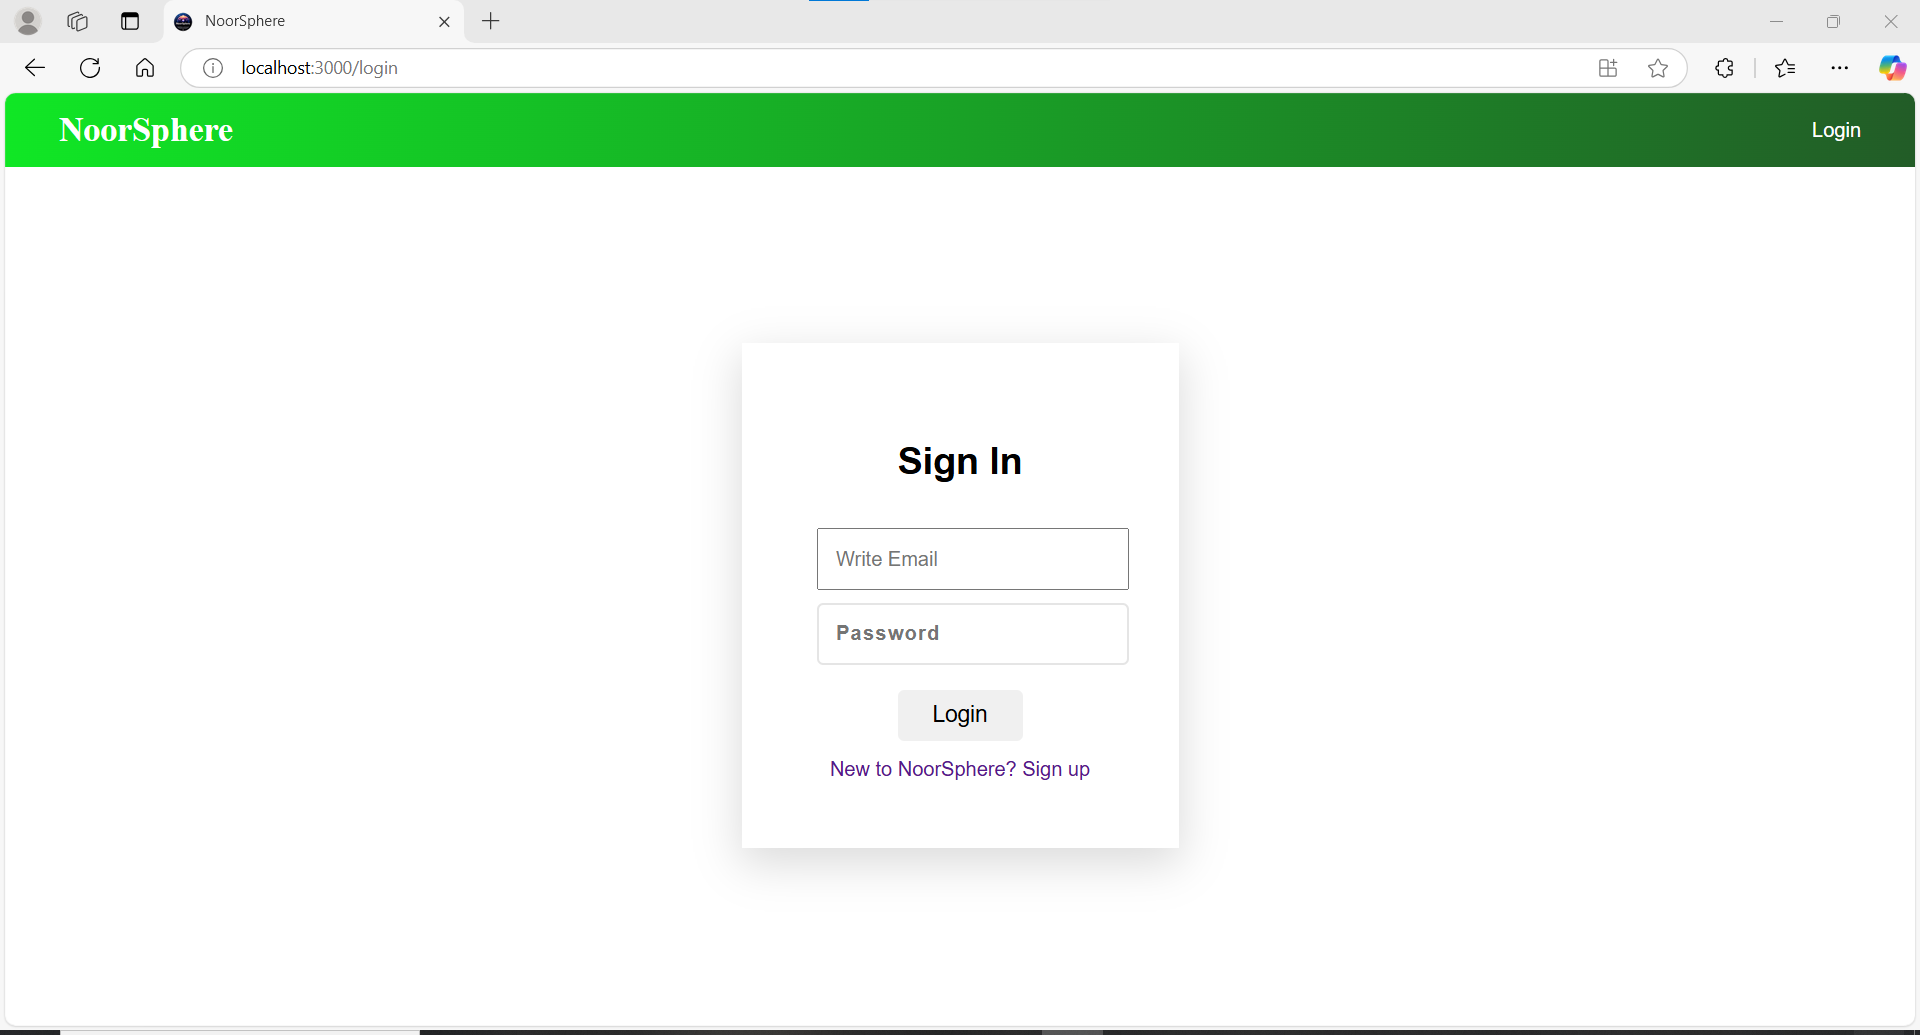 NoorSphere
localhost:3000/login
NoorSphere
Login
Sign In
Write Email
Password
Login
New to NoorSphere? Sign up